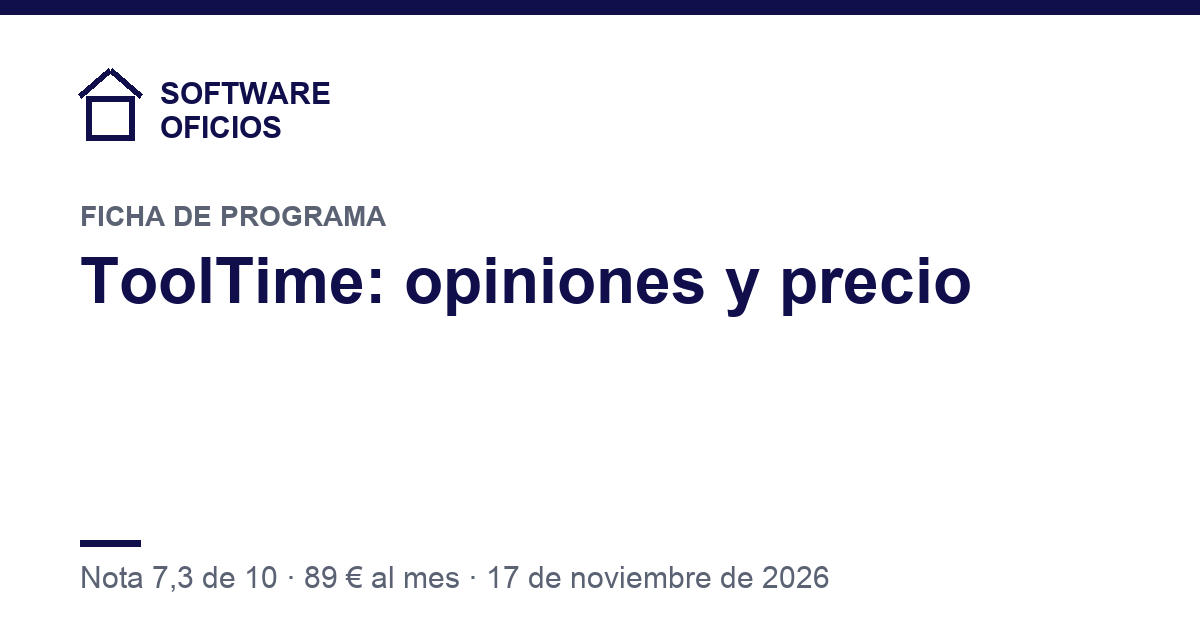 SOFTWARE
OFICIOS
FICHA DE PROGRAMA
ToolTime: opiniones y precio
Nota 7,3 de 10 · 89 € al mes · 17 de noviembre de 2026